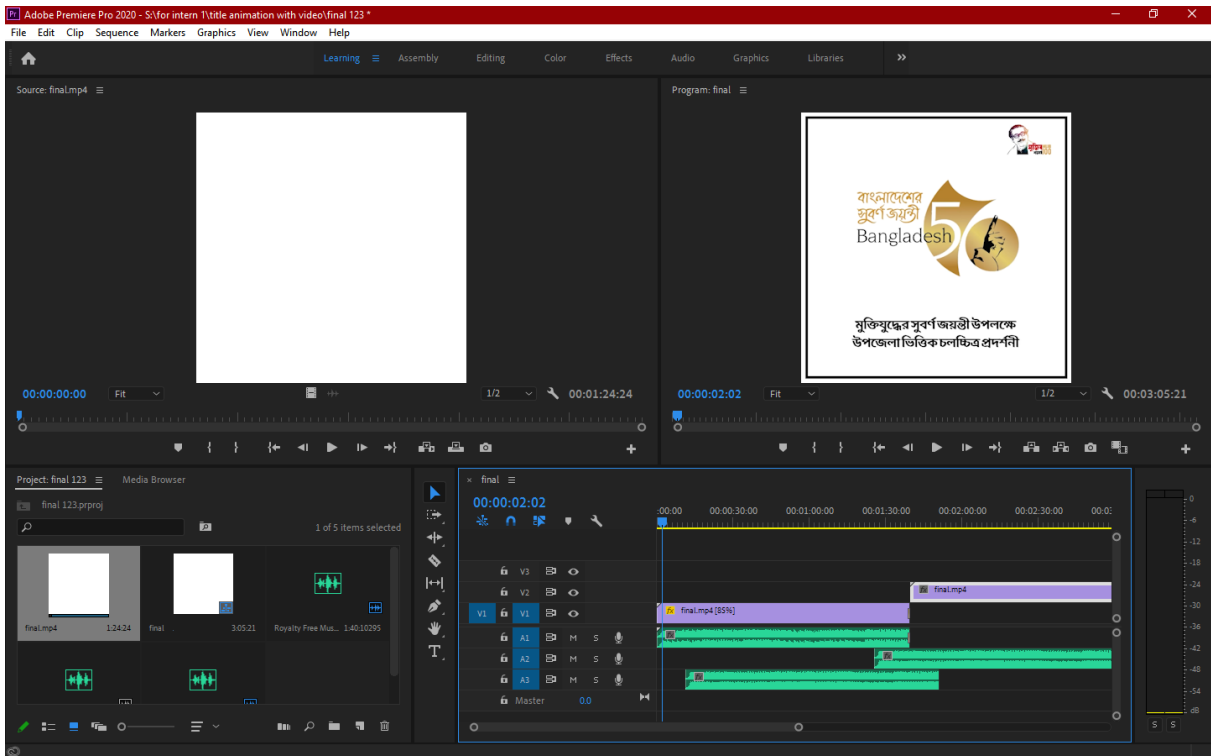 Adobe Premiere Pro 2020 - S:\for intern 1\title animation with video\final 123 *
File Edit Clip Sequence Markers Graphics View Window Help
Learning Assembly Editing Color Effects Audio Graphics Libraries
Source: final.mp4
Program: final
বাংলাদেশের
সুবর্ণ জয়ন্তী
50
Bangladesh
মুক্তিযুদ্ধের সুবর্ণ জয়ন্তী উপলক্ষে
উপজেলা ভিত্তিক চলচ্চিত্র প্রদর্শনী
00:00:00:00 Fit 1/2 00:01:24:24
00:00:02:02 Fit 1/2 00:03:05:21
Project: final 123 Media Browser
final 123.prproj
1 of 5 items selected
final.mp4 1:24:24 final 3:05:21 Royalty Free Mus... 1:40:10295
final
00:00:02:02
:00:00 00:00:30:00 00:01:00:00 00:01:30:00 00:02:00:00 00:02:30:00 00:0
V3
V2 final.mp4
V1 V1 final.mp4 [85%]
A1 M S
A2 M S
A3 M S
Master 0.0
0
-6
-12
-18
-24
-30
-36
-42
-48
-54
dB
S S